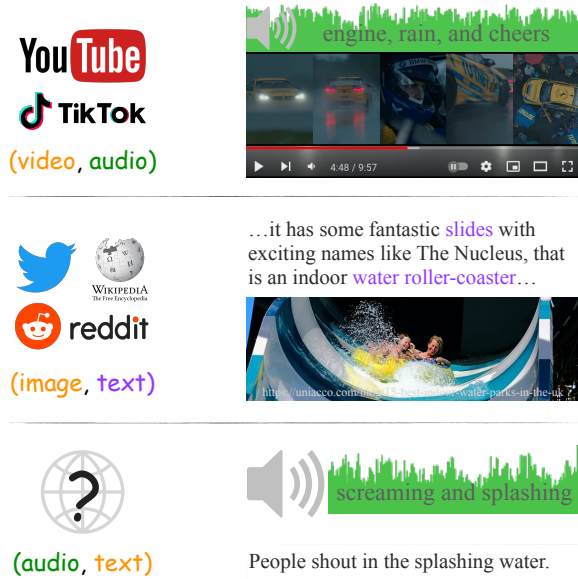 YouTube
TikTok
(video, audio)
engine, rain, and cheers
4:48 / 9:57
WIKIPEDIA
The Free Encyclopedia
reddit
(image, text)
…it has some fantastic slides with
exciting names like The Nucleus, that
is an indoor water roller-coaster…
?
(audio, text)
screaming and splashing
People shout in the splashing water.